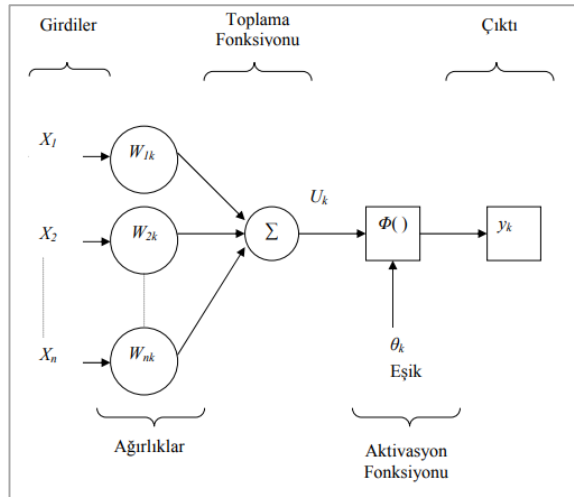 Girdiler
Toplama
Fonksiyonu
Çıktı
X1
W1k
X2
W2k
Σ
Uk
Φ( )
yk
Xn
Wnk
θk
Eşik
Ağırlıklar
Aktivasyon
Fonksiyonu